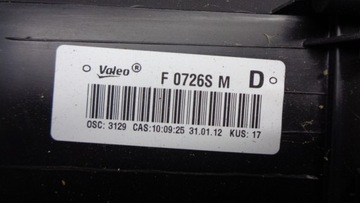 Valeo® F 0726S M D
OSC: 3129 CAS:10:09:25 31.01.12 KUS: 17